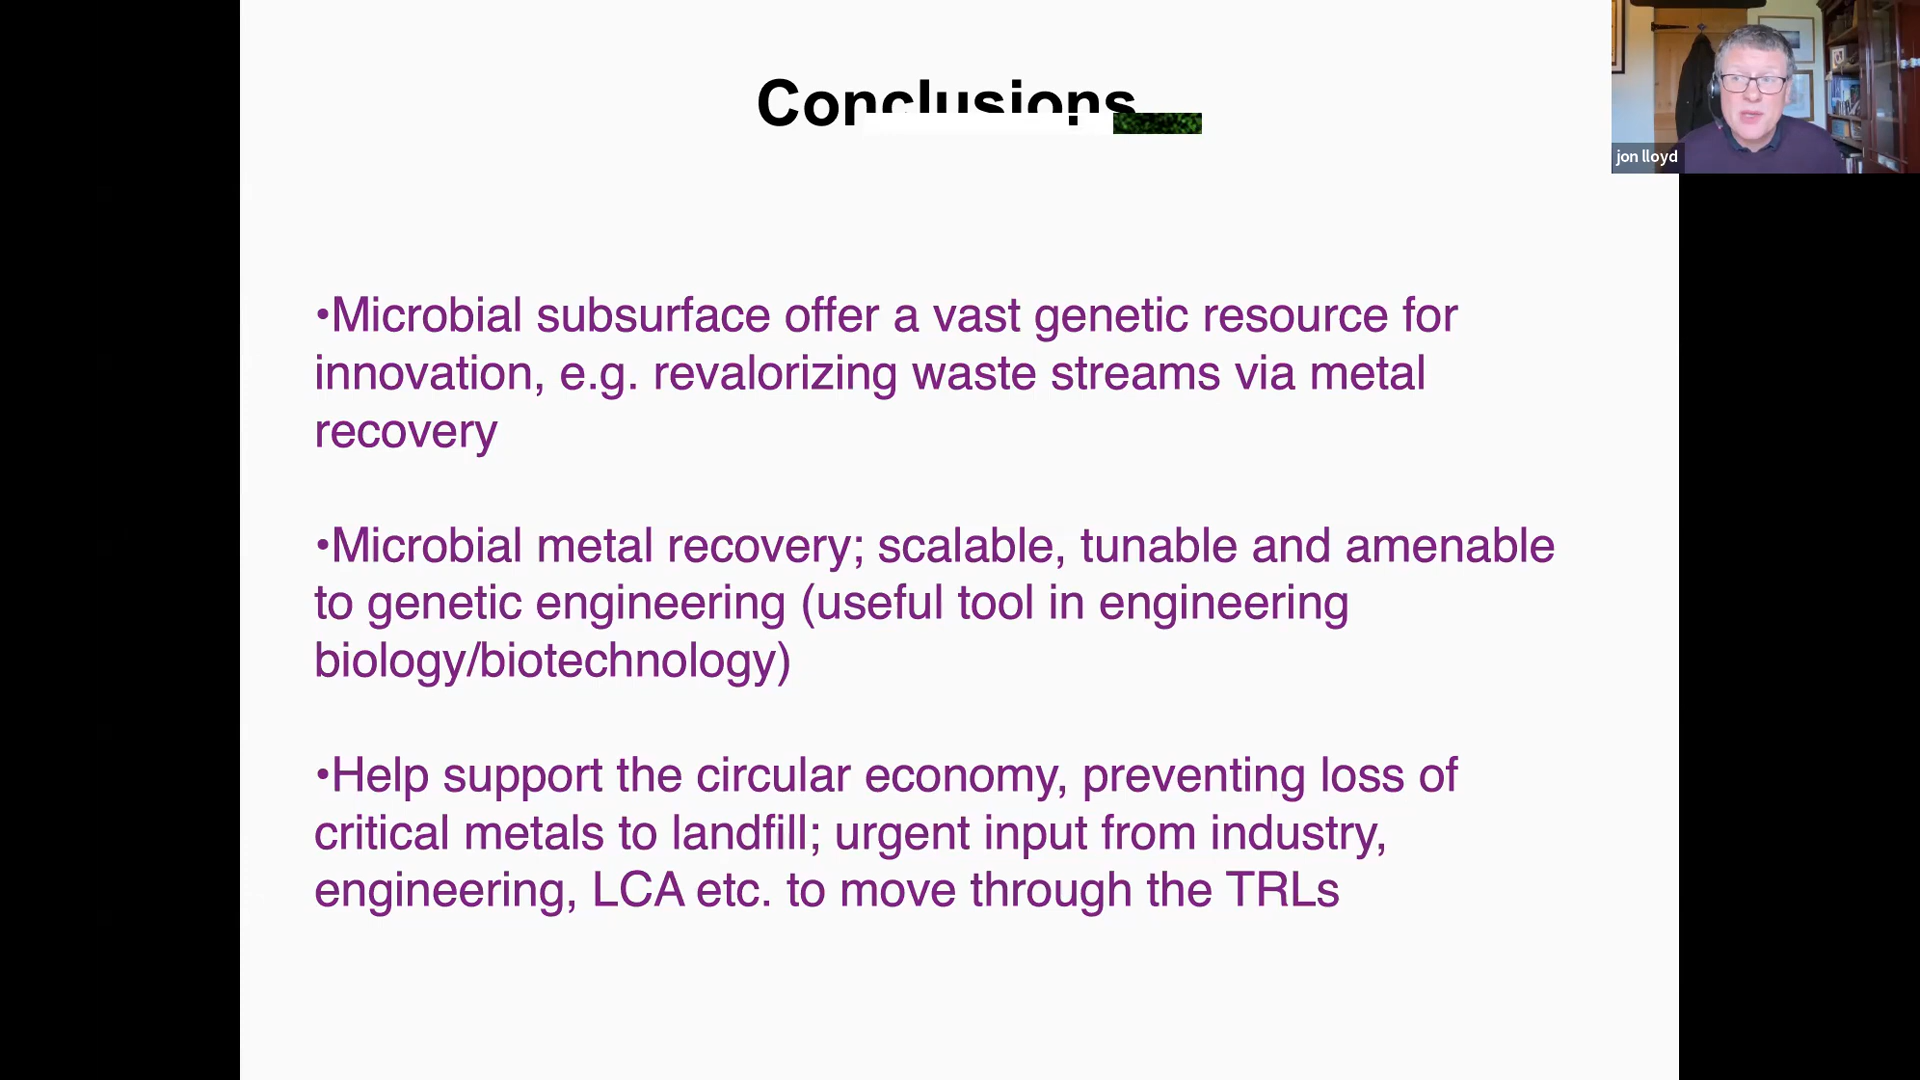 Conclusions
jon lloyd
•Microbial subsurface offer a vast genetic resource for
innovation, e.g. revalorizing waste streams via metal
recovery
•Microbial metal recovery; scalable, tunable and amenable
to genetic engineering (useful tool in engineering
biology/biotechnology)
•Help support the circular economy, preventing loss of
critical metals to landfill; urgent input from industry,
engineering, LCA etc. to move through the TRLs